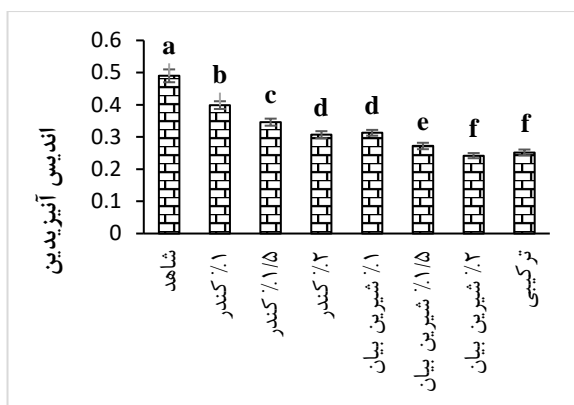 a
b
c
d
d
e
f
f
0.6
0.5
0.4
0.3
0.2
0.1
0
اندیس آنیزیدین
شاهد
۱٪ کندر
۱/۵٪ کندر
۲٪ کندر
۱٪ شیرین بیان
۱/۵٪ شیرین بیان
۲٪ شیرین بیان
ترکیبی